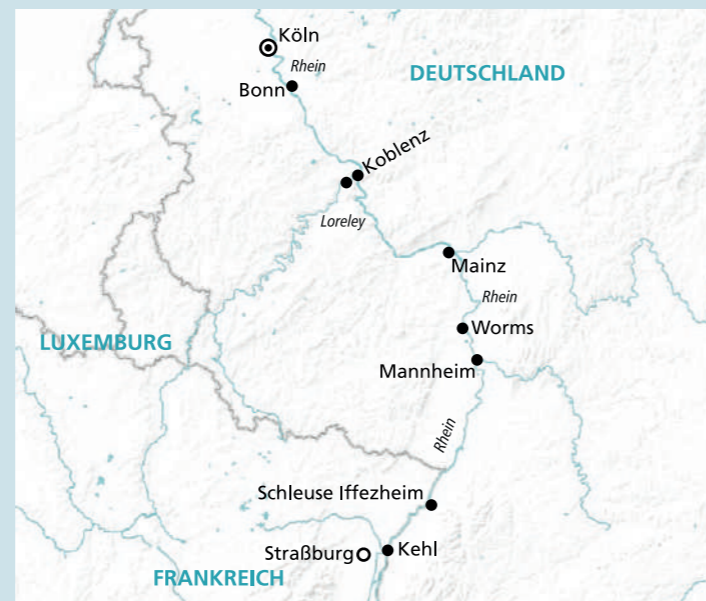 Köln
Rhein
DEUTSCHLAND
Bonn
Koblenz
Loreley
Mainz
Rhein
Worms
LUXEMBURG
Mannheim
Rhein
Schleuse Iffezheim
Straßburg
Kehl
FRANKREICH